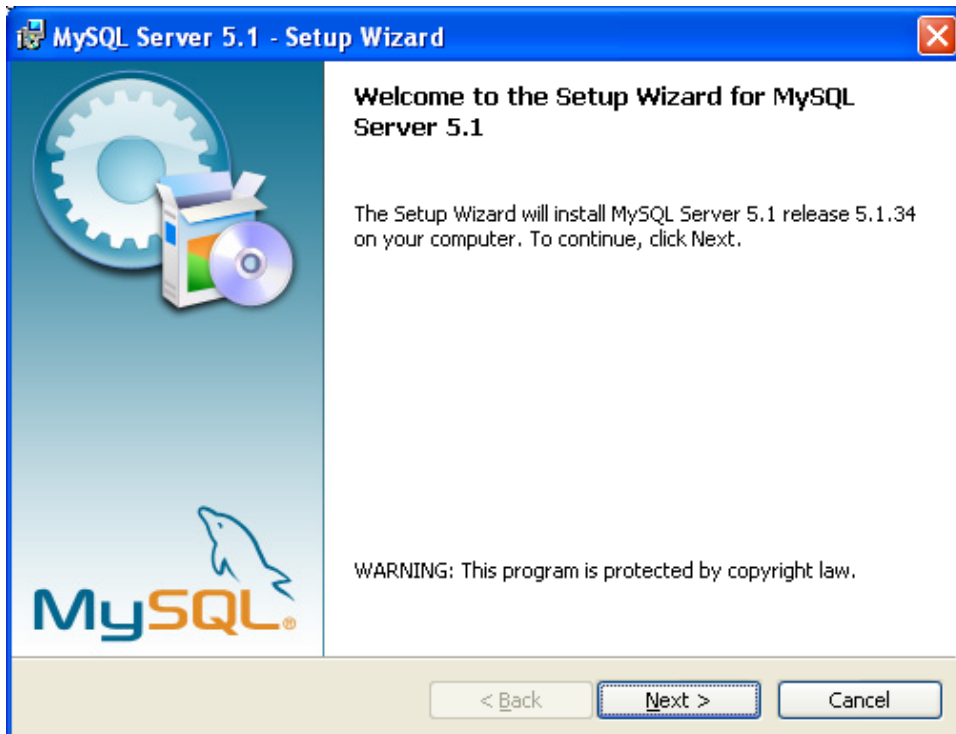 MySQL Server 5.1 - Setup Wizard
Welcome to the Setup Wizard for MySQL
Server 5.1
The Setup Wizard will install MySQL Server 5.1 release 5.1.34
on your computer. To continue, click Next.
WARNING: This program is protected by copyright law.
MySQL®
< Back Next > Cancel